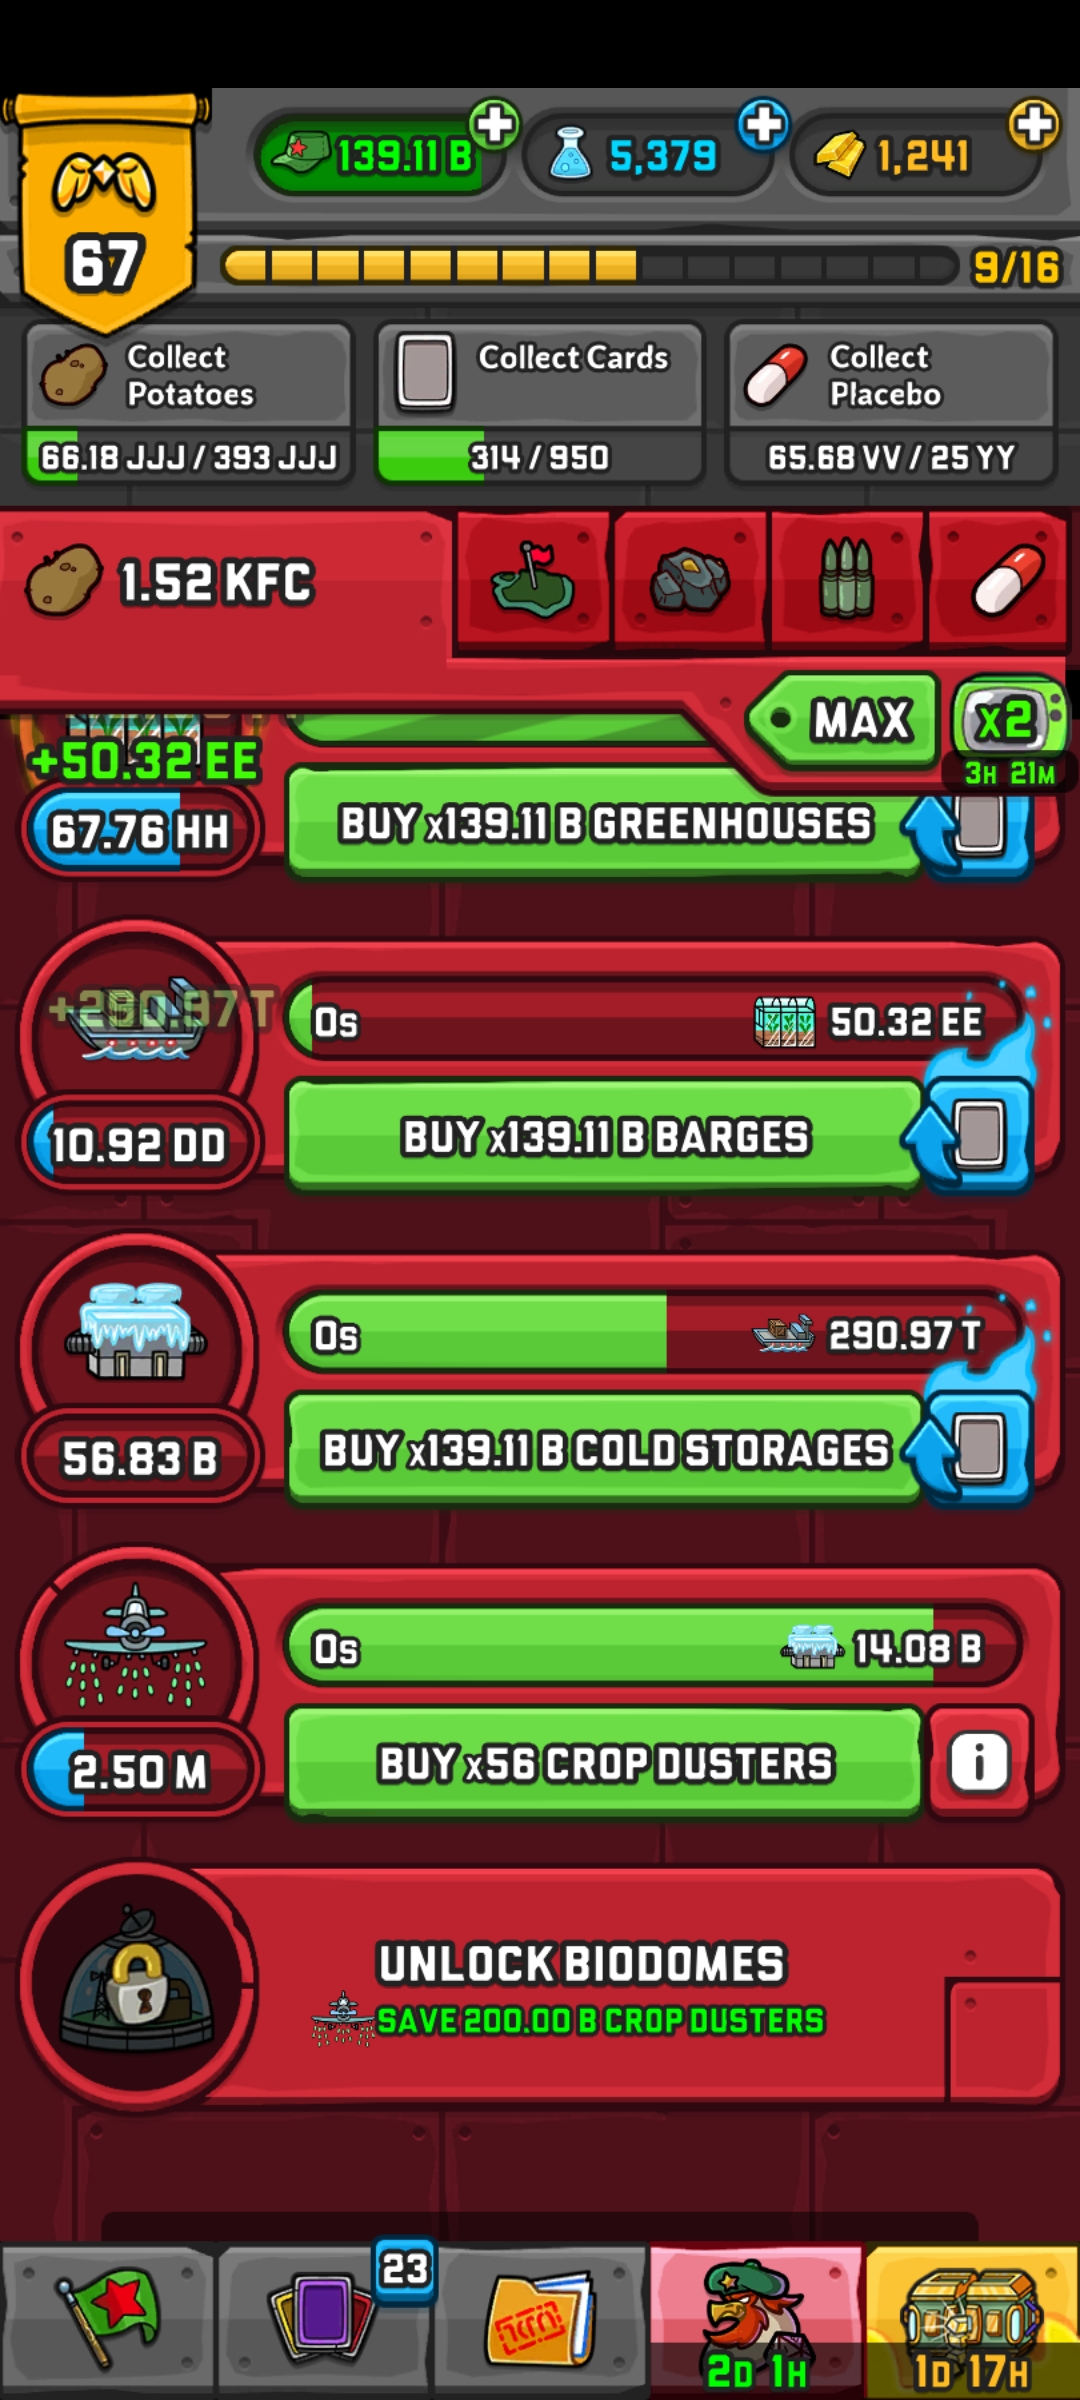 139.11 B
5,379
1,241
67
9/16
Collect
Potatoes
66.18 JJJ / 393 JJJ
Collect Cards
314 / 950
Collect
Placebo
65.68 VV / 25 YY
1.52 KFC
MAX
x2
3H 21M
+50.32 EE
67.76 HH
BUY x139.11 B GREENHOUSES
+290.97 T
0s
50.32 EE
10.92 DD
BUY x139.11 B BARGES
0s
290.97 T
56.83 B
BUY x139.11 B COLD STORAGES
0s
14.08 B
2.50 M
BUY x56 CROP DUSTERS
i
UNLOCK BIODOMES
SAVE 200.00 B CROP DUSTERS
23
2D 1H
1D 17H